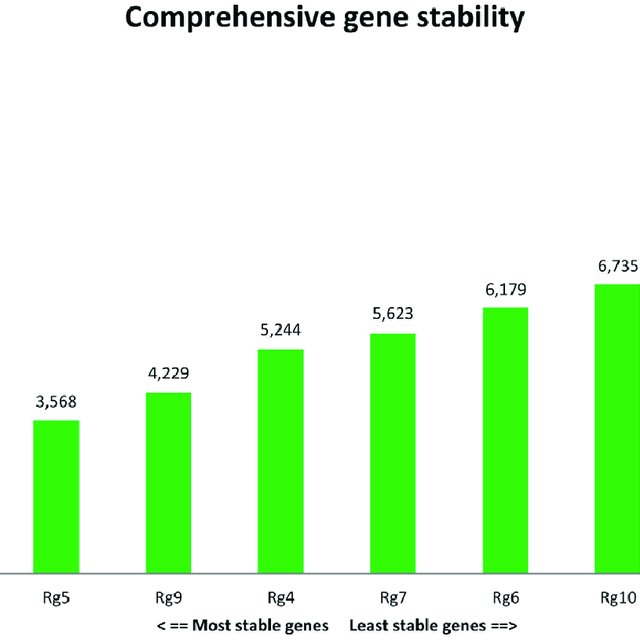 Comprehensive gene stability
6,735
6,179
5,623
5,244
4,229
3,568
Rg5 Rg9 Rg4 Rg7 Rg6 Rg10
< == Most stable genes Least stable genes ==>